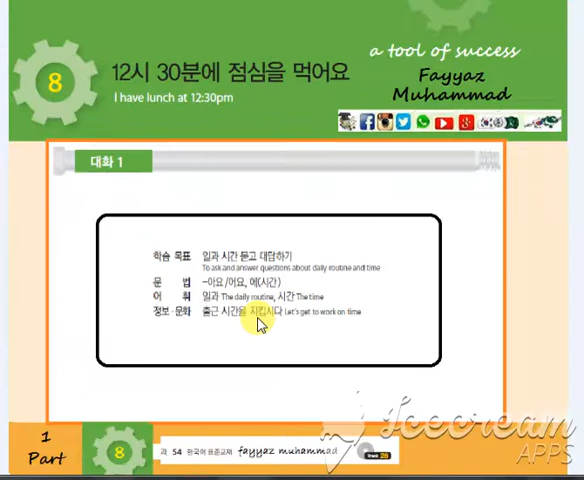 8
12시 30분에 점심을 먹어요
I have lunch at 12:30pm
a tool of success
Fayyaz
Muhammad
대화 1
학습 목표 일과 시간 묻고 대답하기
To ask and answer questions about daily routine and time
문 법 -아요/어요, 에(시간)
어 휘 일과 The daily routine, 시간 The time
정보·문화 출근 시간을 지킵시다 Let's get to work on time
1
Part
8
과 54 한국어 표준교재 fayyaz muhammad
Track 28
Icecream
APPS